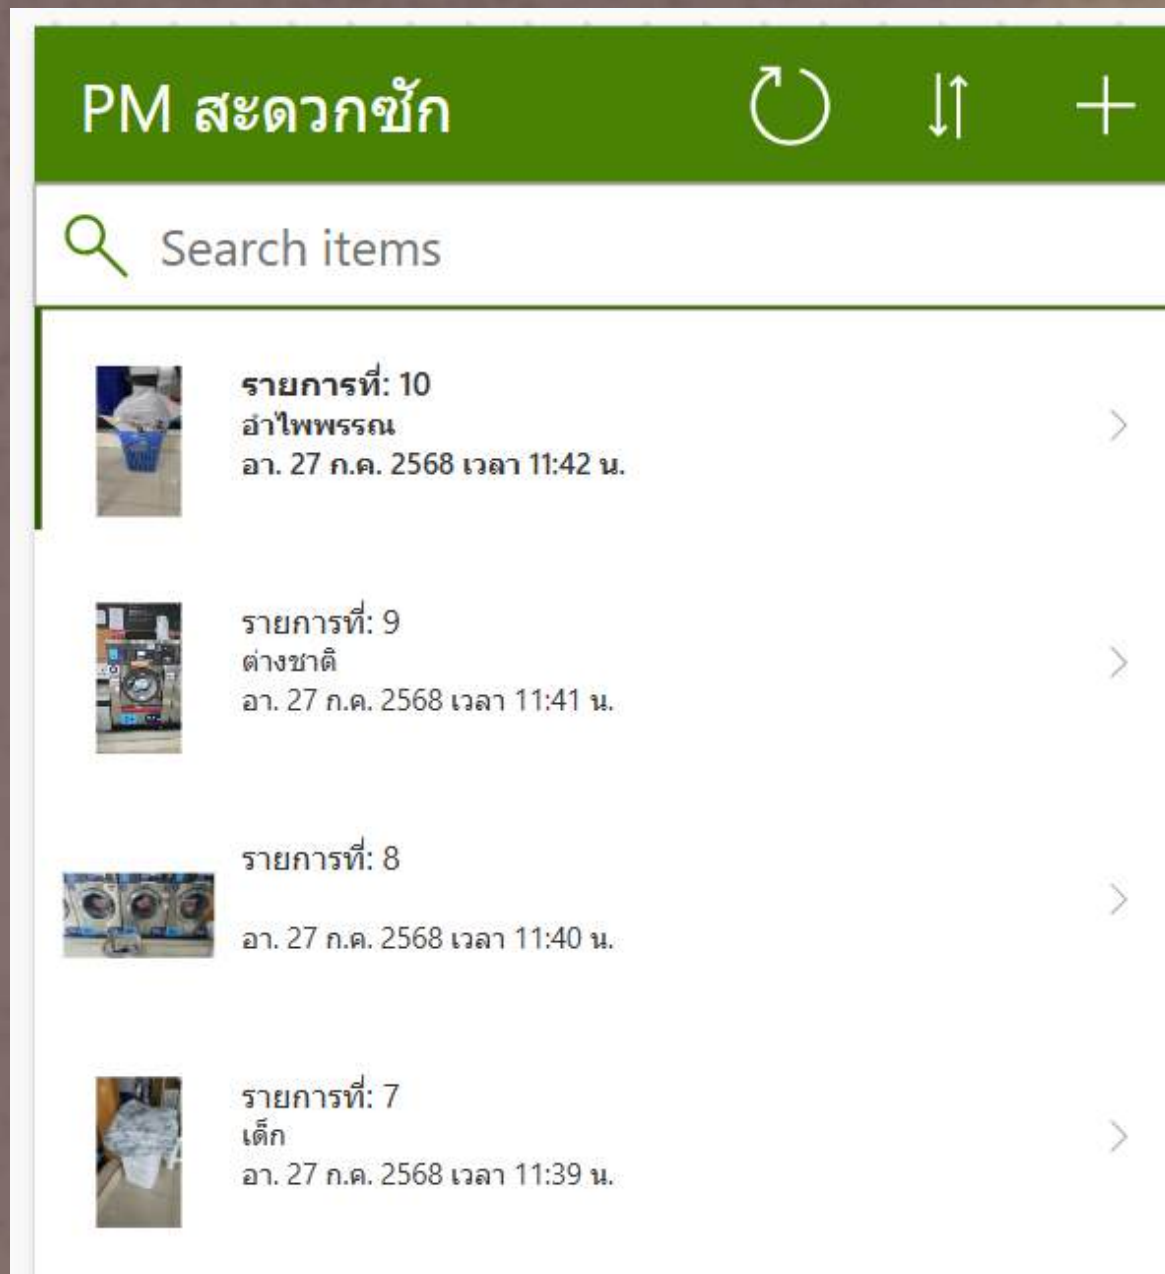 PM สะดวกซัก
Search items
รายการที่: 10
อำไพพรรณ
อา. 27 ก.ค. 2568 เวลา 11:42 น.
รายการที่: 9
ต่างชาติ
อา. 27 ก.ค. 2568 เวลา 11:41 น.
รายการที่: 8
อา. 27 ก.ค. 2568 เวลา 11:40 น.
รายการที่: 7
เด็ก
อา. 27 ก.ค. 2568 เวลา 11:39 น.